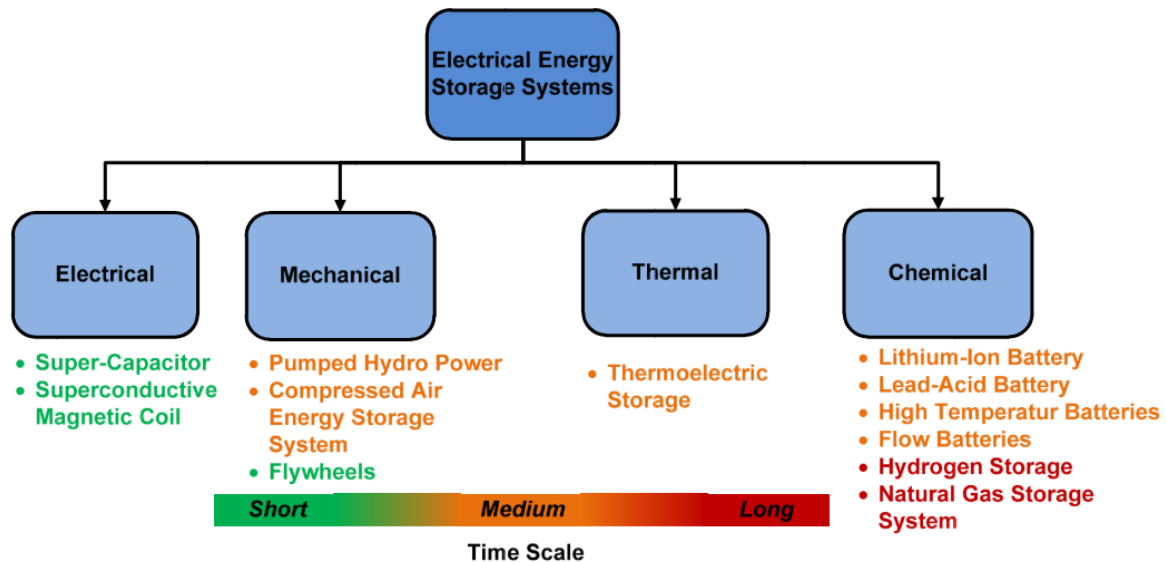 Electrical Energy
Storage Systems
Electrical
Mechanical
Thermal
Chemical
• Super-Capacitor
• Superconductive
Magnetic Coil
• Pumped Hydro Power
• Compressed Air
Energy Storage
System
• Flywheels
• Thermoelectric
Storage
• Lithium-Ion Battery
• Lead-Acid Battery
• High Temperatur Batteries
• Flow Batteries
• Hydrogen Storage
• Natural Gas Storage
System
Short
Medium
Long
Time Scale